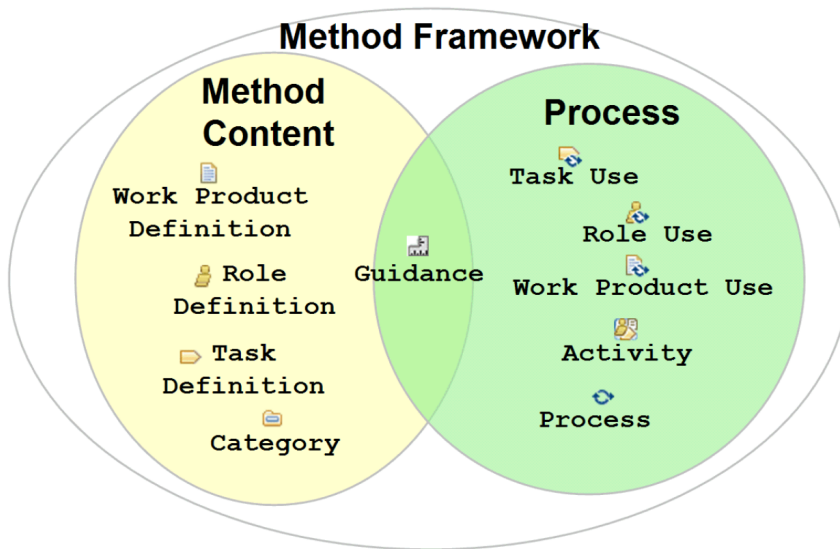 Method Framework
Method
Content
Work Product
Definition
Role
Definition
Task
Definition
Category
Guidance
Process
Task Use
Role Use
Work Product Use
Activity
Process